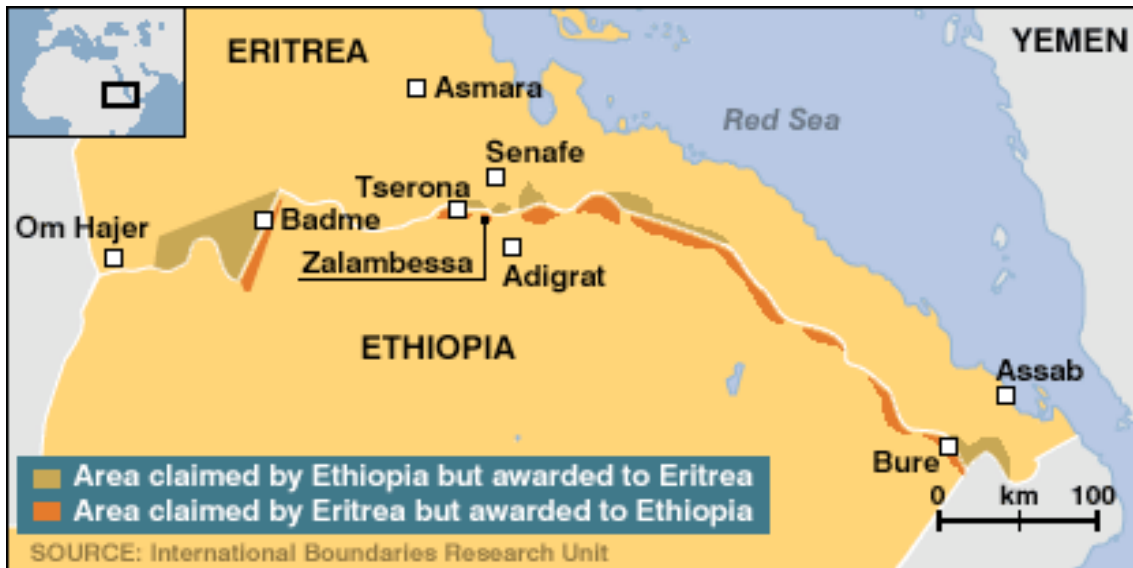 ERITREA
YEMEN
Asmara
Red Sea
Senafe
Tserona
Badme
Om Hajer
Zalambessa
Adigrat
ETHIOPIA
Assab
Bure
Area claimed by Ethiopia but awarded to Eritrea
Area claimed by Eritrea but awarded to Ethiopia
0 km 100
SOURCE: International Boundaries Research Unit